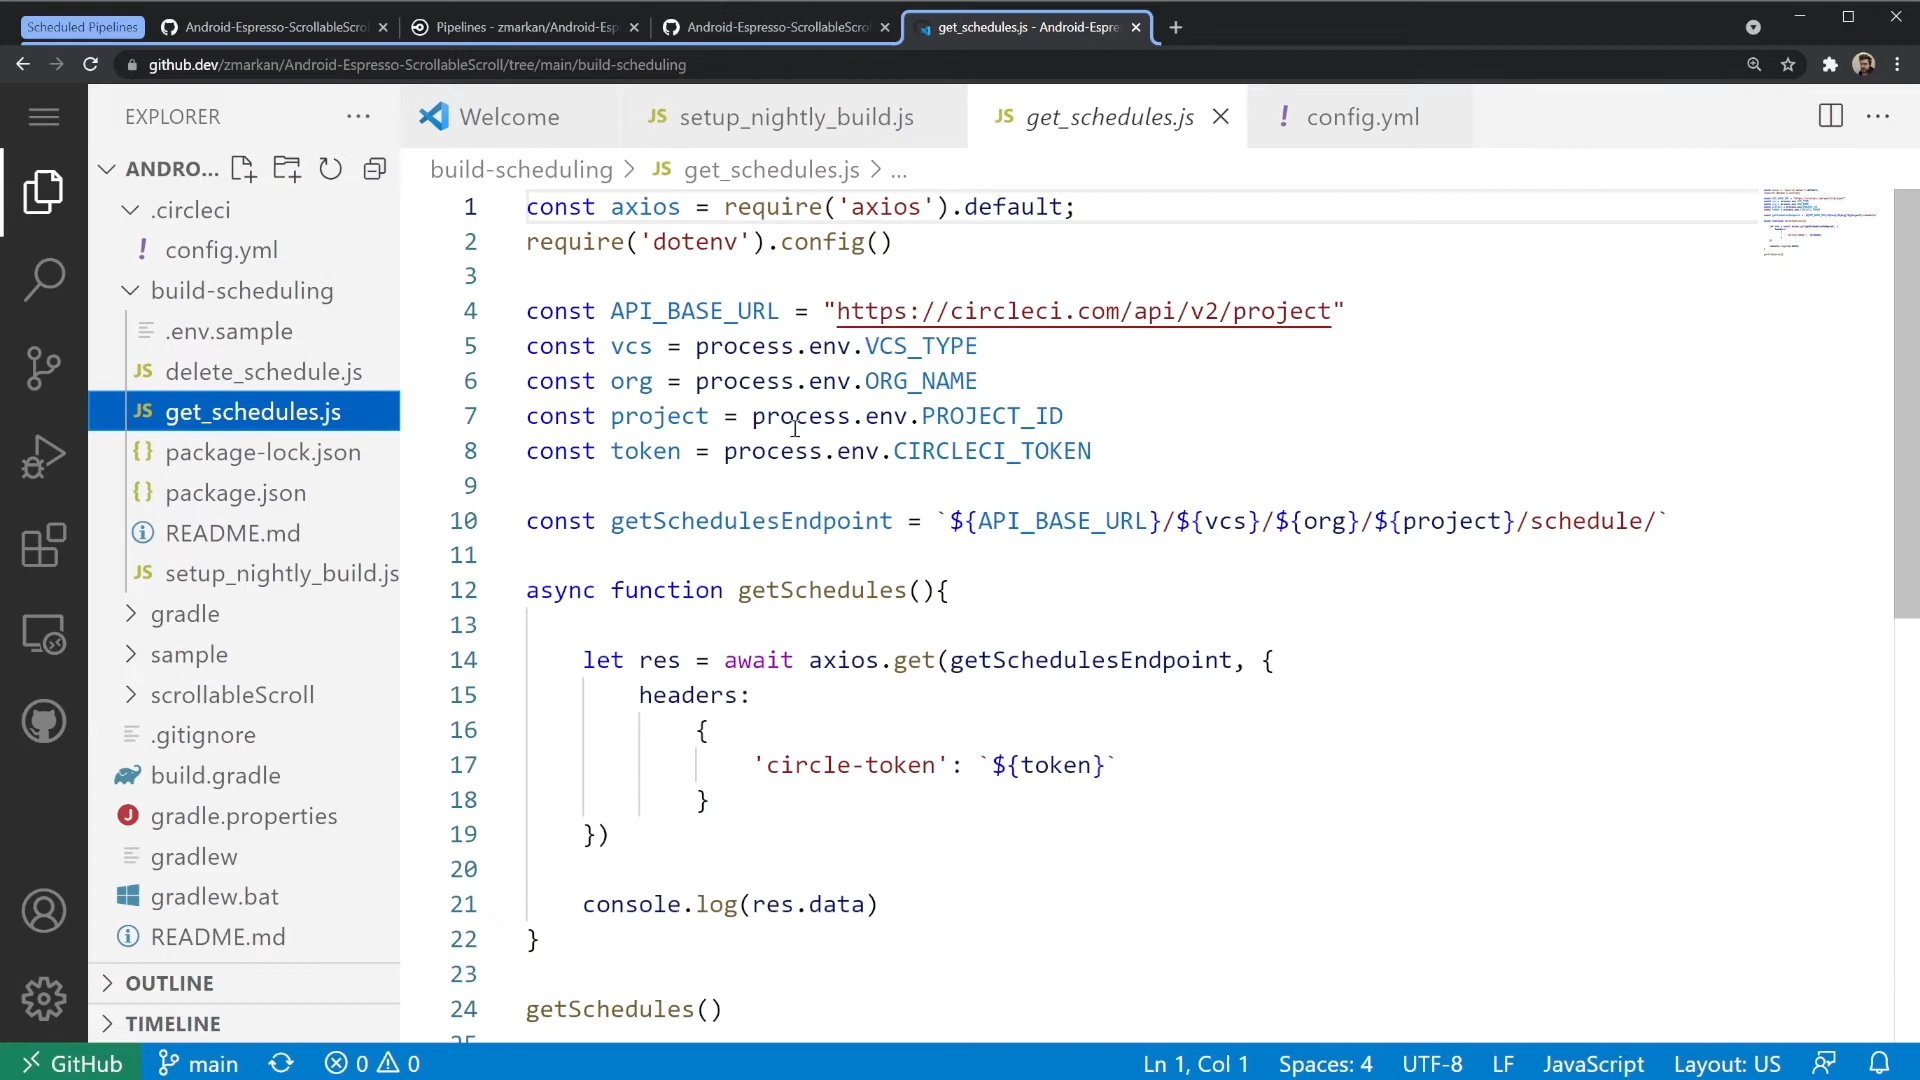 Scheduled Pipelines
Android-Espresso-ScrollableScro
Pipelines - zmarkan/Android-Esp
Android-Espresso-ScrollableScro
get_schedules.js - Android-Espre
github.dev/zmarkan/Android-Espresso-ScrollableScroll/tree/main/build-scheduling
EXPLORER
Welcome
JS setup_nightly_build.js
JS get_schedules.js
! config.yml
ANDRO...
build-scheduling > JS get_schedules.js > ...
.circleci
! config.yml
build-scheduling
.env.sample
JS delete_schedule.js
JS get_schedules.js
{} package-lock.json
{} package.json
README.md
JS setup_nightly_build.js
gradle
sample
scrollableScroll
.gitignore
build.gradle
gradle.properties
gradlew
gradlew.bat
README.md
OUTLINE
TIMELINE
1 const axios = require('axios').default;
2 require('dotenv').config()
3
4 const API_BASE_URL = "https://circleci.com/api/v2/project"
5 const vcs = process.env.VCS_TYPE
6 const org = process.env.ORG_NAME
7 const project = process.env.PROJECT_ID
8 const token = process.env.CIRCLECI_TOKEN
9
10 const getSchedulesEndpoint = `${API_BASE_URL}/${vcs}/${org}/${project}/schedule/`
11
12 async function getSchedules(){
13
14 let res = await axios.get(getSchedulesEndpoint, {
15 headers:
16 {
17 'circle-token': `${token}`
18 }
19 })
20
21 console.log(res.data)
22 }
23
24 getSchedules()
25
GitHub main 0 0 Ln 1, Col 1 Spaces: 4 UTF-8 LF JavaScript Layout: US